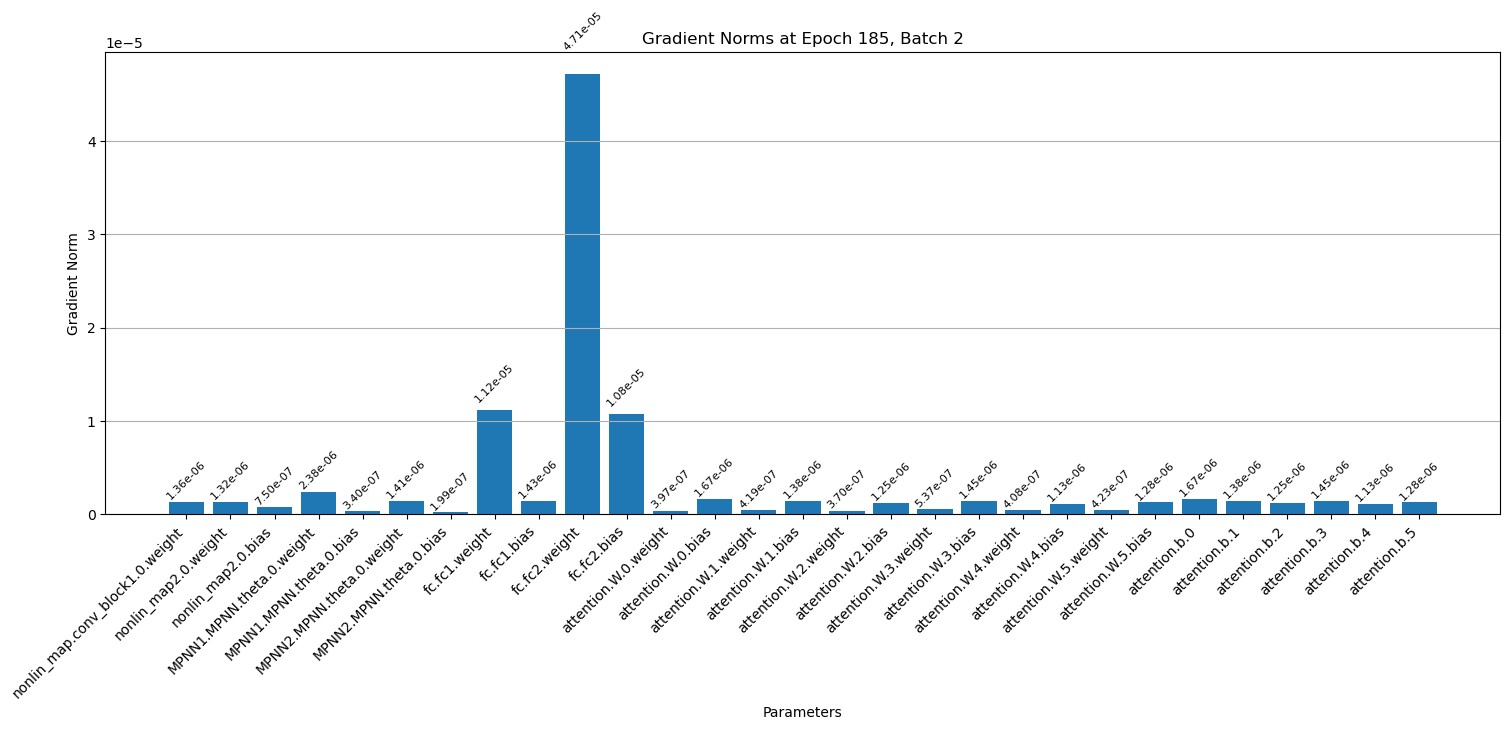 Gradient Norms at Epoch 185, Batch 2
1e−5
Gradient Norm
4
3
2
1
0
1.36e-06
1.32e-06
7.50e-07
2.38e-06
3.40e-07
1.41e-06
1.99e-07
1.12e-05
1.43e-06
4.71e-05
1.08e-05
3.97e-07
1.67e-06
4.19e-07
1.38e-06
3.70e-07
1.25e-06
5.37e-07
1.45e-06
4.08e-07
1.13e-06
4.23e-07
1.28e-06
1.67e-06
1.38e-06
1.25e-06
1.45e-06
1.13e-06
1.28e-06
nonlin_map.conv_block1.0.weight
nonlin_map2.0.weight
nonlin_map2.0.bias
MPNN1.MPNN.theta.0.weight
MPNN1.MPNN.theta.0.bias
MPNN2.MPNN.theta.0.weight
MPNN2.MPNN.theta.0.bias
fc.fc1.weight
fc.fc1.bias
fc.fc2.weight
fc.fc2.bias
attention.W.0.weight
attention.W.0.bias
attention.W.1.weight
attention.W.1.bias
attention.W.2.weight
attention.W.2.bias
attention.W.3.weight
attention.W.3.bias
attention.W.4.weight
attention.W.4.bias
attention.W.5.weight
attention.W.5.bias
attention.b.0
attention.b.1
attention.b.2
attention.b.3
attention.b.4
attention.b.5
Parameters